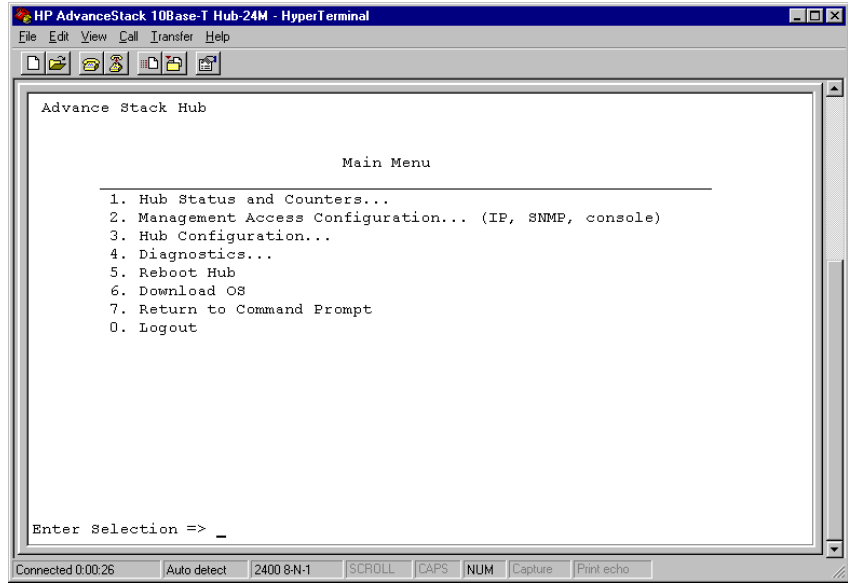 HP AdvanceStack 10Base-T Hub-24M - HyperTerminal
File Edit View Call Transfer Help
Advance Stack Hub
Main Menu
1. Hub Status and Counters...
2. Management Access Configuration... (IP, SNMP, console)
3. Hub Configuration...
4. Diagnostics...
5. Reboot Hub
6. Download OS
7. Return to Command Prompt
0. Logout
Enter Selection => _
Connected 0:00:26 Auto detect 2400 8-N-1 SCROLL CAPS NUM Capture Print echo